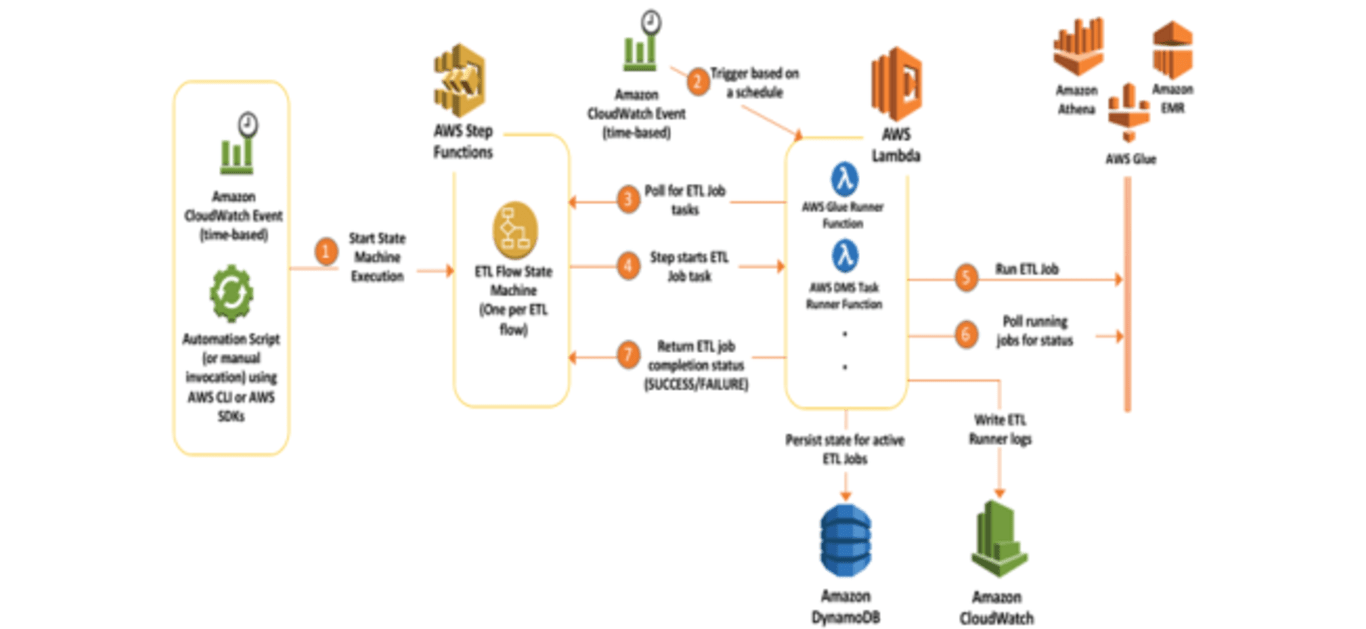 Amazon
CloudWatch Event
(time-based)
Automation Script
(or manual
invocation) using
AWS CLI or AWS
SDKs
1
Start State
Machine
Execution
AWS Step
Functions
ETL Flow State
Machine
(One per ETL
flow)
Amazon
CloudWatch Event
(time-based)
2
Trigger based on
a schedule
3
Poll for ETL Job
tasks
4
Step starts ETL
Job task
7
Return ETL job
completion status
(SUCCESS/FAILURE)
AWS
Lambda
λ
AWS Glue Runner
Function
λ
AWS DMS Task
Runner Function
.
.
5
Run ETL Job
6
Poll running
jobs for status
Amazon
Athena
Amazon
EMR
AWS Glue
Persist state for active
ETL Jobs
Write ETL
Runner logs
Amazon
DynamoDB
Amazon
CloudWatch